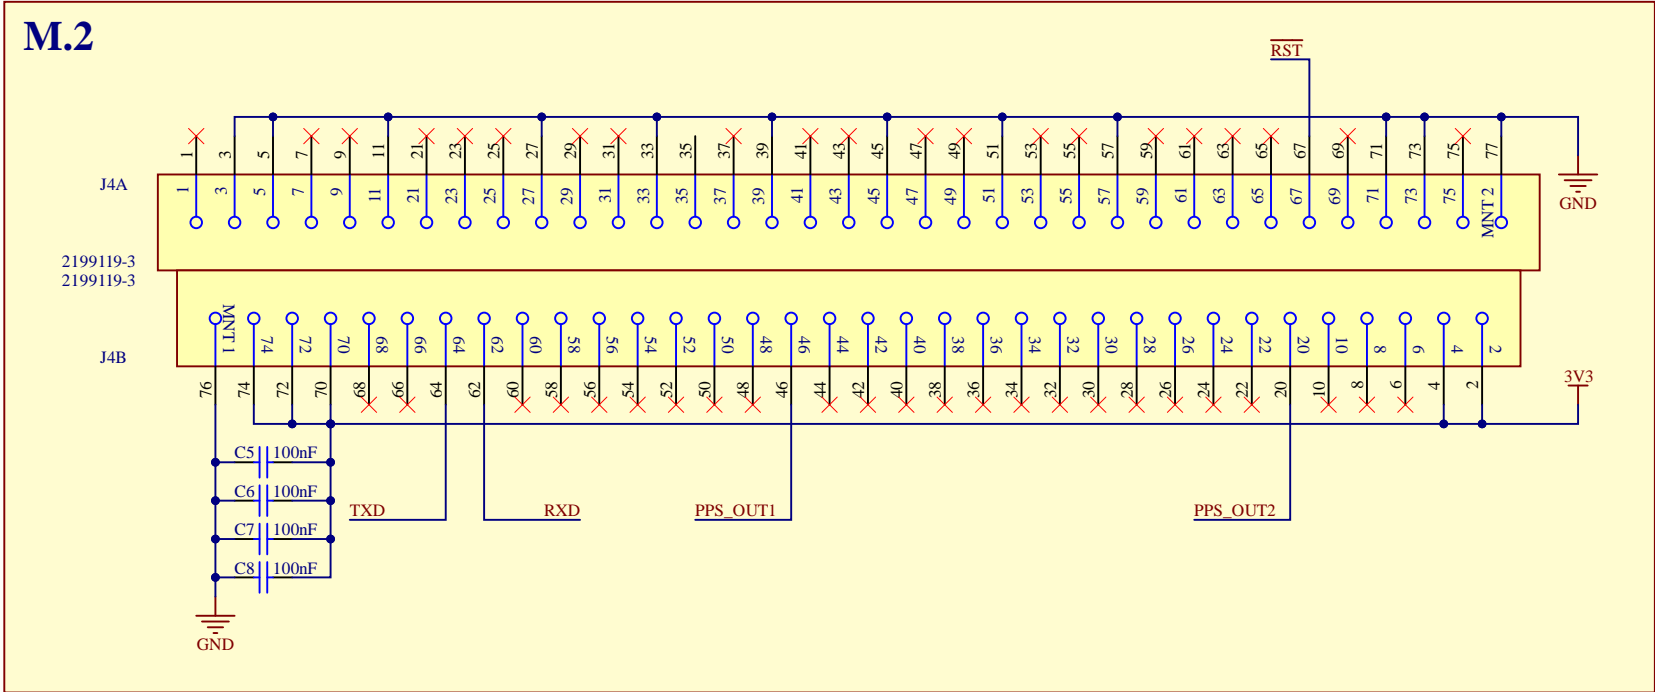 M.2
RST
1 3 5 7 9 11 21 23 25 27 29 31 33 35 37 39 41 43 45 47 49 51 53 55 57 59 61 63 65 67 69 71 73 75 77
J4A
1 3 5 7 9 11 21 23 25 27 29 31 33 35 37 39 41 43 45 47 49 51 53 55 57 59 61 63 65 67 69 71 73 75 MNT 2
GND
2199119-3
2199119-3
MNT 1 74 72 70 68 66 64 62 60 58 56 54 52 50 48 46 44 42 40 38 36 34 32 30 28 26 24 22 20 10 8 6 4 2
J4B
76 74 72 70 68 66 64 62 60 58 56 54 52 50 48 46 44 42 40 38 36 34 32 30 28 26 24 22 20 10 8 6 4 2
3V3
C5 100nF
C6 100nF
TXD RXD PPS_OUT1 PPS_OUT2
C7 100nF
C8 100nF
GND